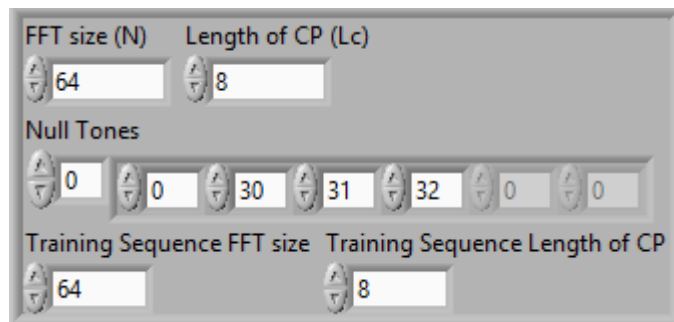 FFT size (N) Length of CP (Lc)
64 8
Null Tones
0 0 30 31 32 0 0
Training Sequence FFT size Training Sequence Length of CP
64 8